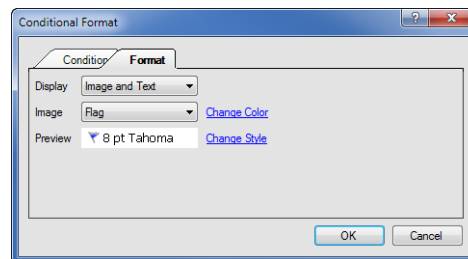 Conditional Format
Condition Format
Display Image and Text
Image Flag Change Color
Preview 8 pt Tahoma Change Style
OK Cancel